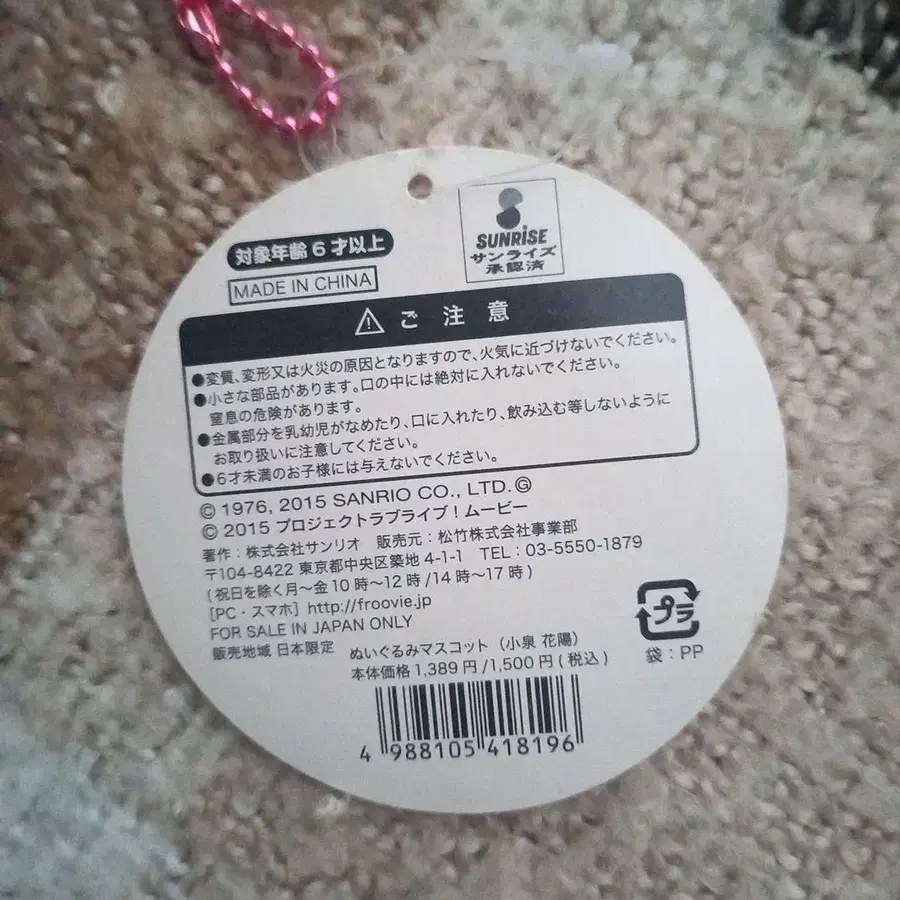 対象年齢6才以上
MADE IN CHINA
SUNRiSE
サンライズ
承認済
ご注意
●変質、変形又は火災の原因となりますので、火気に近づけないでください。
●小さな部品があります。口の中には絶対に入れないでください。
窒息の危険があります。
●金属部分を乳幼児がなめたり、口に入れたり、飲み込む等しないように
お取り扱いに注意してください。
●6才未満のお子様には与えないでください。
© 1976, 2015 SANRIO CO., LTD. Ⓖ
© 2015 プロジェクトラブライブ！ムービー
著作：株式会社サンリオ 販売元：松竹株式会社事業部
〒104-8422 東京都中央区築地 4-1-1 TEL：03-5550-1879
(祝日を除く月〜金 10時〜12時/14時〜17時)
[PC・スマホ] http://froovie.jp
FOR SALE IN JAPAN ONLY
販売地域 日本限定 ぬいぐるみマスコット（小泉 花陽）
本体価格 1,389円/1,500円(税込)
プラ
袋：PP
4 988105 418196